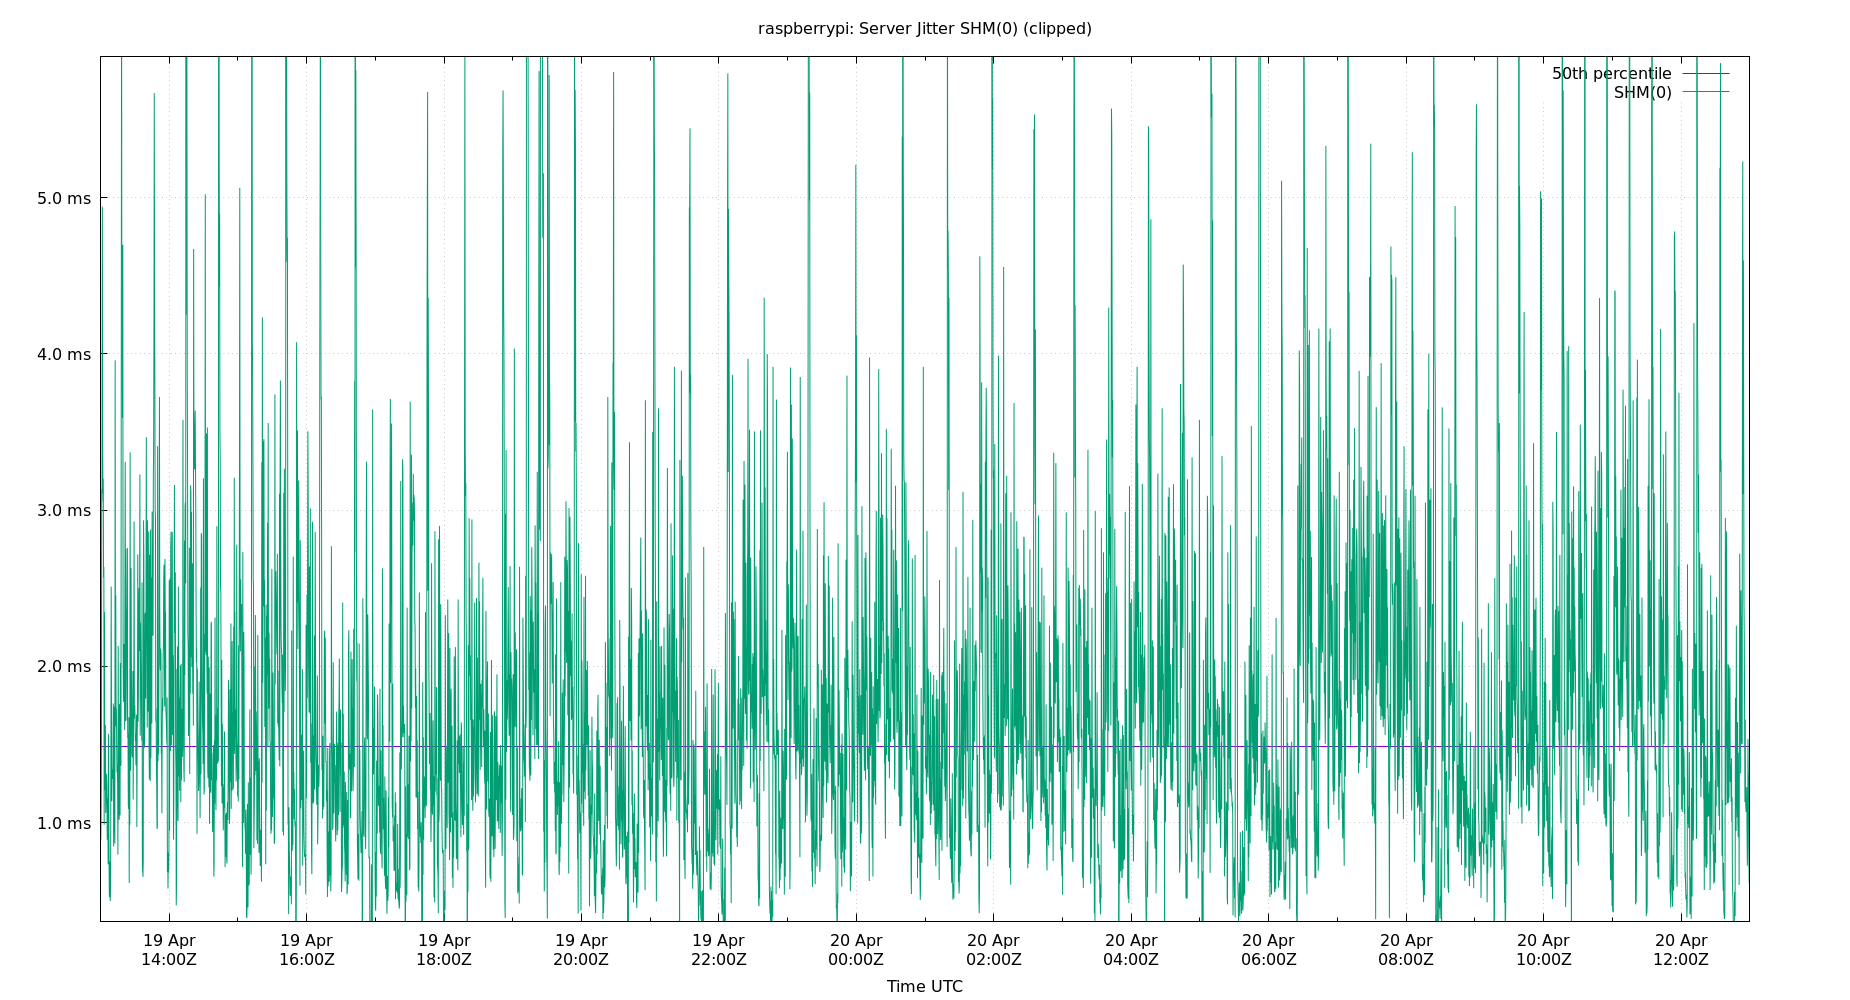 raspberrypi: Server Jitter SHM(0) (clipped)
50th percentile
SHM(0)
5.0 ms
4.0 ms
3.0 ms
2.0 ms
1.0 ms
19 Apr 19 Apr 19 Apr 19 Apr 19 Apr 20 Apr 20 Apr 20 Apr 20 Apr 20 Apr 20 Apr 20 Apr
14:00Z 16:00Z 18:00Z 20:00Z 22:00Z 00:00Z 02:00Z 04:00Z 06:00Z 08:00Z 10:00Z 12:00Z
Time UTC